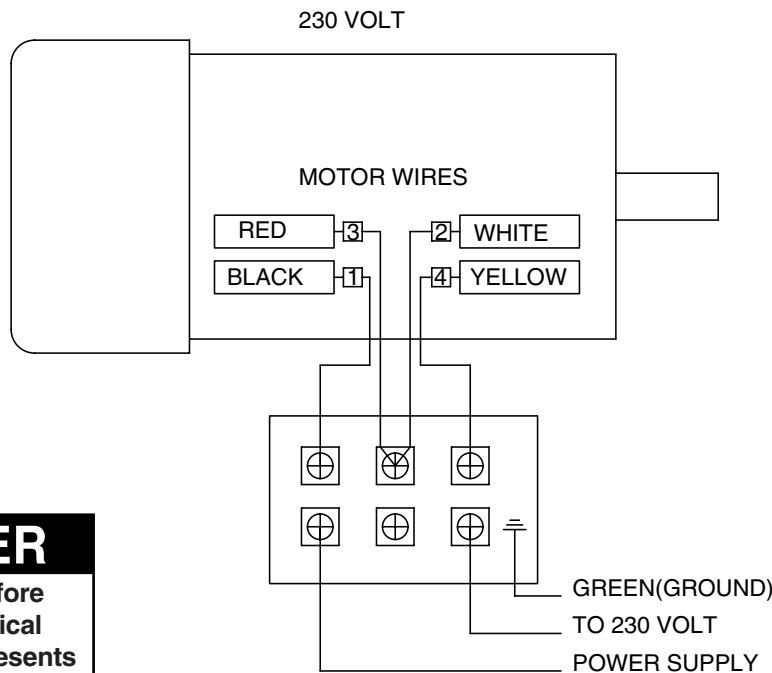 230 VOLT
MOTOR WIRES
RED 3 2 WHITE
BLACK 1 4 YELLOW
ER
fore
ical
esents
GREEN(GROUND)
TO 230 VOLT
POWER SUPPLY